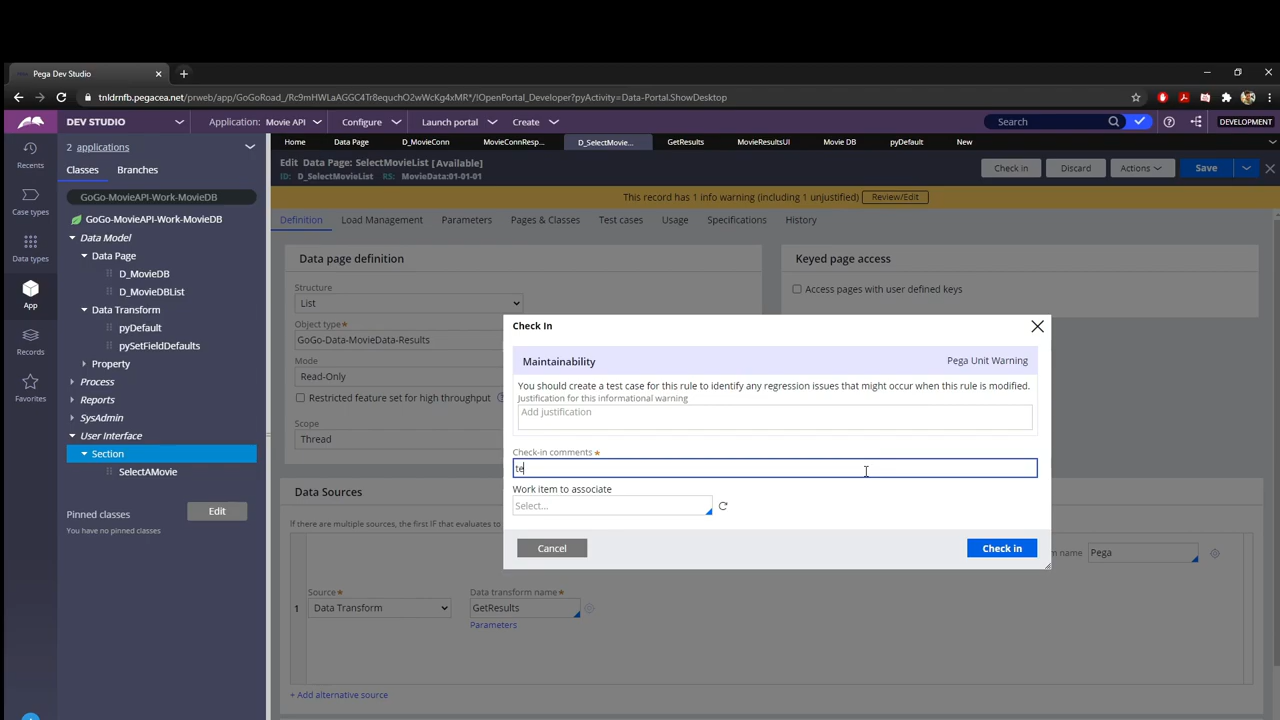 Pega Dev Studio
tnldrnfb.pegacea.net/prweb/app/GoGoRoad_/Rc9mHWLaAGGC4Tr8equchO2wWcKg4xMR*/!OpenPortal_Developer?pyActivity=Data-Portal.ShowDesktop
DEV STUDIO
Application: Movie API
Configure
Launch portal
Create
Search
DEVELOPMENT
Recents
Case types
Data types
App
Records
Favorites
2 applications
Classes Branches
GoGo-MovieAPI-Work-MovieDB
GoGo-MovieAPI-Work-MovieDB
Data Model
Data Page
D_MovieDB
D_MovieDBList
Data Transform
pyDefault
pySetFieldDefaults
Property
Process
Reports
SysAdmin
User Interface
Section
SelectAMovie
Pinned classes Edit
You have no pinned classes
Home Data Page D_MovieConn MovieConnResp... D_SelectMovie... GetResults MovieResultsUI Movie DB pyDefault New
Edit Data Page: SelectMovieList [Available]
ID: D_SelectMovieList RS: MovieData:01-01-01
Check in Discard Actions Save
This record has 1 info warning (including 1 unjustified) Review/Edit
Definition Load Management Parameters Pages & Classes Test cases Usage Specifications History
Data page definition
Structure
List
Object type*
GoGo-Data-MovieData-Results
Mode
Read-Only
Restricted feature set for high throughput
Scope
Thread
Keyed page access
Access pages with user defined keys
Check In
Maintainability Pega Unit Warning
You should create a test case for this rule to identify any regression issues that might occur when this rule is modified.
Justification for this informational warning
Add justification
Check-in comments *
te
Work item to associate
Select...
Cancel Check in
Data Sources
If there are multiple sources, the first IF that evaluates to
m name Pega
Source* Data transform name*
1 Data Transform GetResults
Parameters
+ Add alternative source